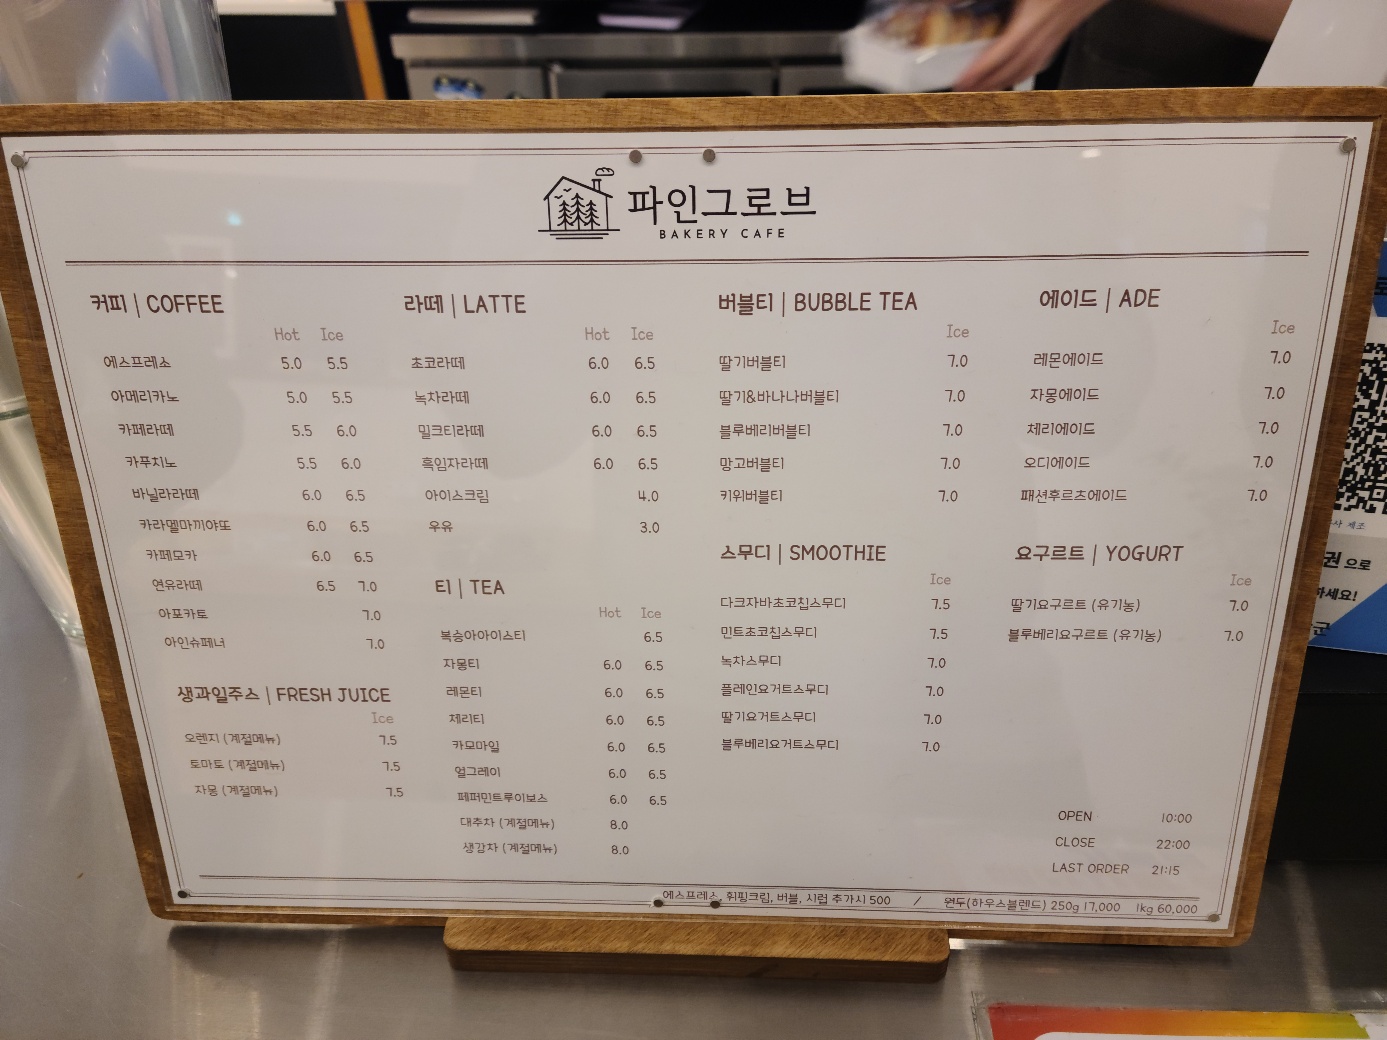 파인그로브
BAKERY CAFE
커피 | COFFEE
Hot Ice
에스프레소 5.0 5.5
아메리카노 5.0 5.5
카페라떼 5.5 6.0
카푸치노 5.5 6.0
바닐라라떼 6.0 6.5
카라멜마끼야또 6.0 6.5
카페모카 6.0 6.5
연유라떼 6.5 7.0
아포카토 7.0
아인슈페너 7.0
생과일주스 | FRESH JUICE
Ice
오렌지 (계절메뉴) 7.5
토마토 (계절메뉴) 7.5
자몽 (계절메뉴) 7.5
라떼 | LATTE
Hot Ice
초코라떼 6.0 6.5
녹차라떼 6.0 6.5
밀크티라떼 6.0 6.5
흑임자라떼 6.0 6.5
아이스크림 4.0
우유 3.0
티 | TEA
Hot Ice
복숭아아이스티 6.5
자몽티 6.0 6.5
레몬티 6.0 6.5
체리티 6.0 6.5
카모마일 6.0 6.5
얼그레이 6.0 6.5
페퍼민트루이보스 6.0 6.5
대추차 (계절메뉴) 8.0
생강차 (계절메뉴) 8.0
버블티 | BUBBLE TEA
Ice
딸기버블티 7.0
딸기&바나나버블티 7.0
블루베리버블티 7.0
망고버블티 7.0
키위버블티 7.0
스무디 | SMOOTHIE
Ice
다크자바초코칩스무디 7.5
민트초코칩스무디 7.5
녹차스무디 7.0
플레인요거트스무디 7.0
딸기요거트스무디 7.0
블루베리요거트스무디 7.0
에이드 | ADE
Ice
레몬에이드 7.0
자몽에이드 7.0
체리에이드 7.0
오디에이드 7.0
패션후르츠에이드 7.0
요구르트 | YOGURT
Ice
딸기요구르트 (유기농) 7.0
블루베리요구르트 (유기농) 7.0
OPEN 10:00
CLOSE 22:00
LAST ORDER 21:15
에스프레소, 휘핑크림, 버블, 시럽 추가시 500 / 원두(하우스블렌드) 250g 17,000 1kg 60,000
제조
권 으로
하세요!